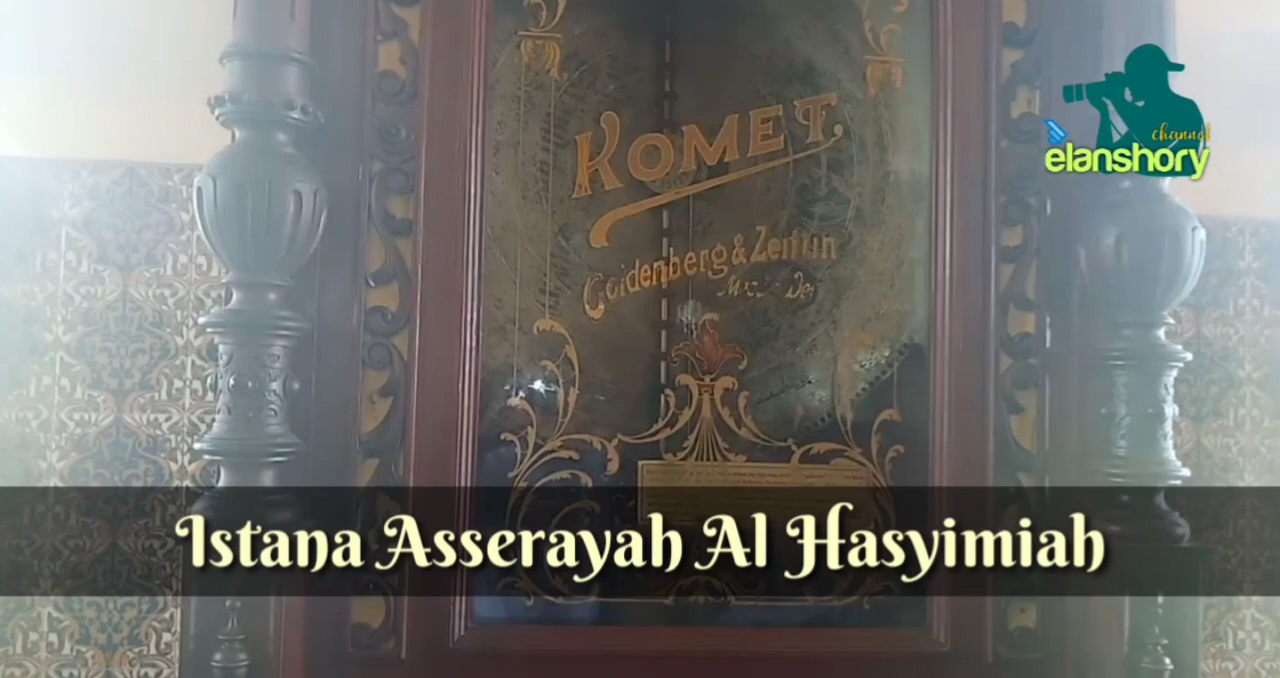 KOMET.
channel
elanshory
Goldenberg & Zeitlin
Istana Asserayah Al Hasyimiah